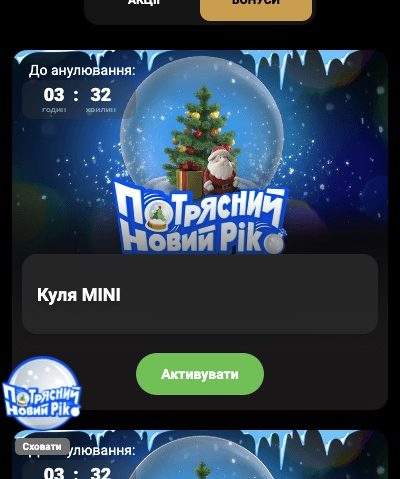 АКЦІЇ
БОНУСИ
До анулювання:
03 : 32
годин хвилин
ПОТРЯСНИЙ
НОВИЙ РІК
Куля MINI
Активувати
ПОТРЯСНИЙ
НОВИЙ РІК
Сховати
До анулювання:
03 : 32